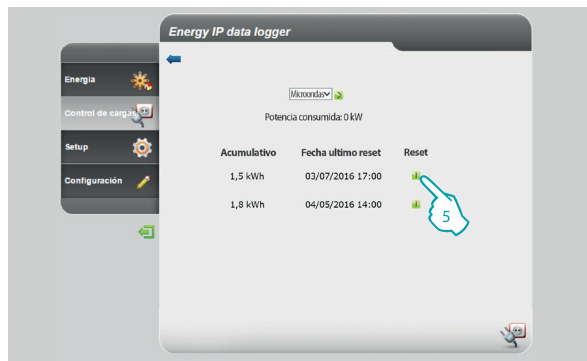 Energy IP data logger
Energía
Control de cargas
Setup
Configuración
Microondas
Potencia consumida: 0 kW
Acumulativo Fecha ultimo reset Reset
1,5 kWh 03/07/2016 17:00
1,8 kWh 04/05/2016 14:00
5